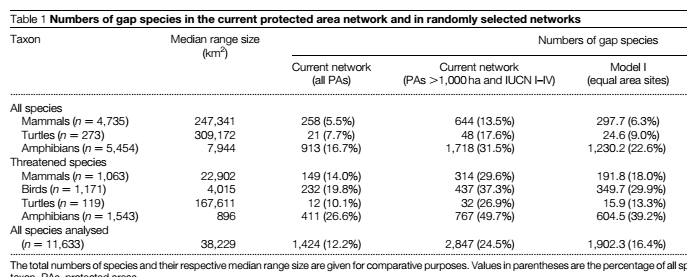 Table 1 Numbers of gap species in the current protected area network and in randomly selected networks
Taxon Median range size Numbers of gap species
(km²)
Current network Current network Model I
(all PAs) (PAs >1,000 ha and IUCN I–IV) (equal area sites)
All species
Mammals (n = 4,735) 247,341 258 (5.5%) 644 (13.5%) 297.7 (6.3%)
Turtles (n = 273) 309,172 21 (7.7%) 48 (17.6%) 24.6 (9.0%)
Amphibians (n = 5,454) 7,944 913 (16.7%) 1,718 (31.5%) 1,230.2 (22.6%)
Threatened species
Mammals (n = 1,063) 22,902 149 (14.0%) 314 (29.6%) 191.8 (18.0%)
Birds (n = 1,171) 4,015 232 (19.8%) 437 (37.3%) 349.7 (29.9%)
Turtles (n = 119) 167,611 12 (10.1%) 32 (26.9%) 15.9 (13.3%)
Amphibians (n = 1,543) 896 411 (26.6%) 767 (49.7%) 604.5 (39.2%)
All species analysed
(n = 11,633) 38,229 1,424 (12.2%) 2,847 (24.5%) 1,902.3 (16.4%)
The total numbers of species and their respective median range size are given for comparative purposes. Values in parentheses are the percentage of all sp
taxon. PAs, protected areas